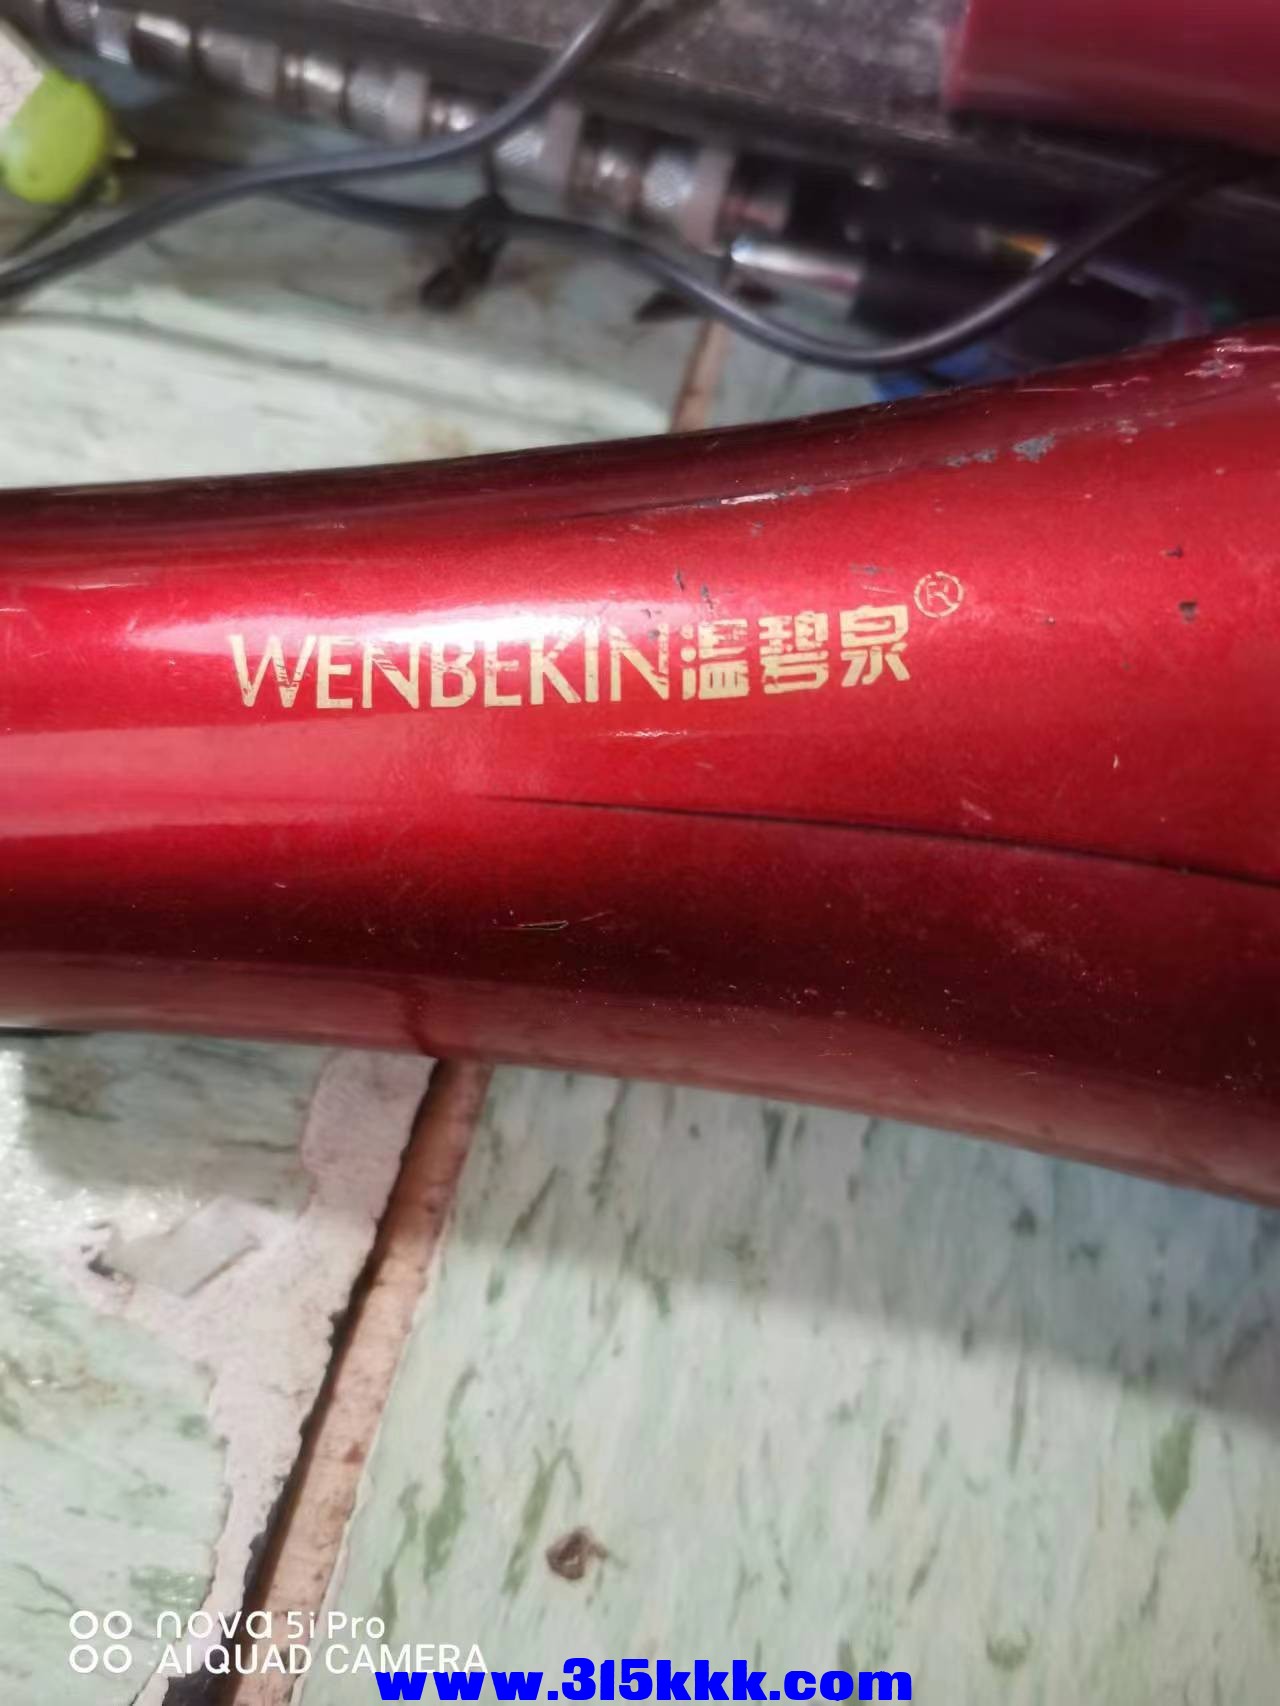 WENBEKIN温碧泉®
nova 5i Pro
AI QUAD CAMERA
www.315kkk.com